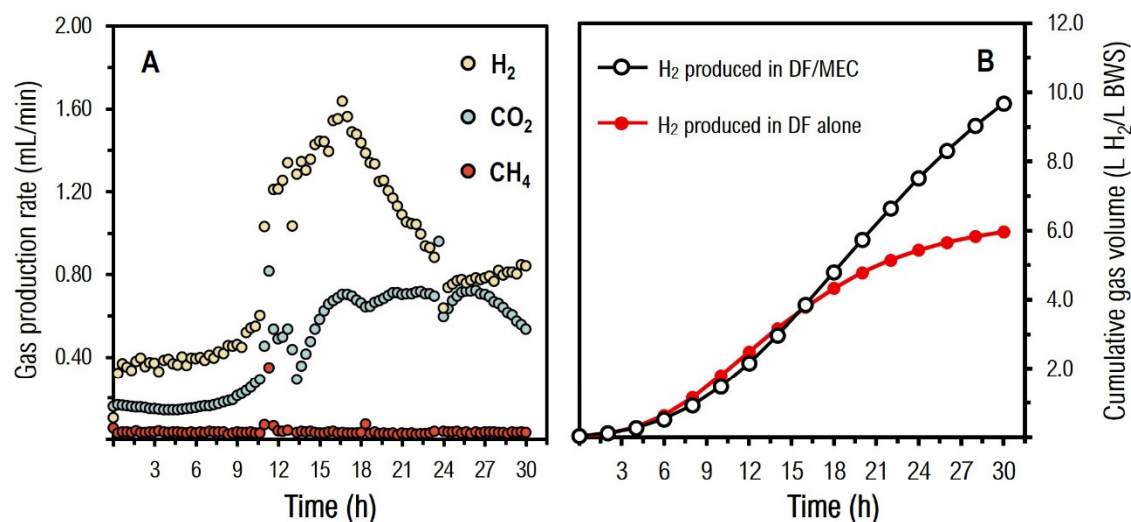 A
H₂
CO₂
CH₄
Gas production rate (mL/min)
2.00
1.60
1.20
0.80
0.40
3 6 9 12 15 18 21 24 27 30
Time (h)
B
H₂ produced in DF/MEC
H₂ produced in DF alone
12.0
10.0
8.0
6.0
4.0
2.0
Cumulative gas volume (L H₂/L BWS)
3 6 9 12 15 18 21 24 27 30
Time (h)